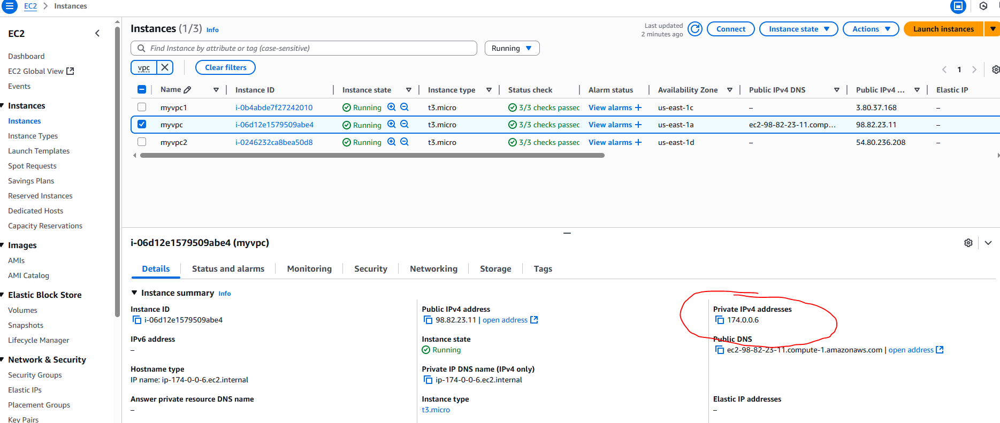 EC2 > Instances
EC2
Dashboard
EC2 Global View
Events
Instances
Instances
Instance Types
Launch Templates
Spot Requests
Savings Plans
Reserved Instances
Dedicated Hosts
Capacity Reservations
Images
AMIs
AMI Catalog
Elastic Block Store
Volumes
Snapshots
Lifecycle Manager
Network & Security
Security Groups
Elastic IPs
Placement Groups
Key Pairs
Instances (1/3) Info
Last updated
2 minutes ago
Connect Instance state Actions Launch instances
Find Instance by attribute or tag (case-sensitive) Running
vpc Clear filters
1
Name Instance ID Instance state Instance type Status check Alarm status Availability Zone Public IPv4 DNS Public IPv4 ... Elastic IP
myvpc1 i-0b4abde7f27242010 Running t3.micro 3/3 checks passec View alarms + us-east-1c – 3.80.37.168 –
myvpc i-06d12e1579509abe4 Running t3.micro 3/3 checks passec View alarms + us-east-1a ec2-98-82-23-11.comp... 98.82.23.11 –
myvpc2 i-0246232ca8bea50d8 Running t3.micro 3/3 checks passec View alarms + us-east-1d – 54.80.236.208 –
i-06d12e1579509abe4 (myvpc)
Details Status and alarms Monitoring Security Networking Storage Tags
Instance summary Info
Instance ID
i-06d12e1579509abe4
Public IPv4 address
98.82.23.11 | open address
Private IPv4 addresses
174.0.0.6
IPv6 address
–
Instance state
Running
Public DNS
ec2-98-82-23-11.compute-1.amazonaws.com | open address
Hostname type
IP name: ip-174-0-0-6.ec2.internal
Private IP DNS name (IPv4 only)
ip-174-0-0-6.ec2.internal
Answer private resource DNS name
–
Instance type
t3.micro
Elastic IP addresses
–